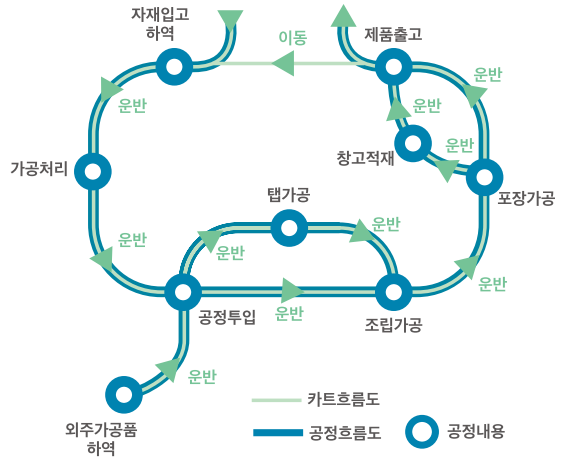 자재입고
하역
이동
제품출고
운반
운반
운반
창고적재
운반
가공처리
포장가공
탭가공
운반
운반
운반
운반
공정투입
운반
조립가공
운반
외주가공품
하역
카트흐름도
공정흐름도
공정내용